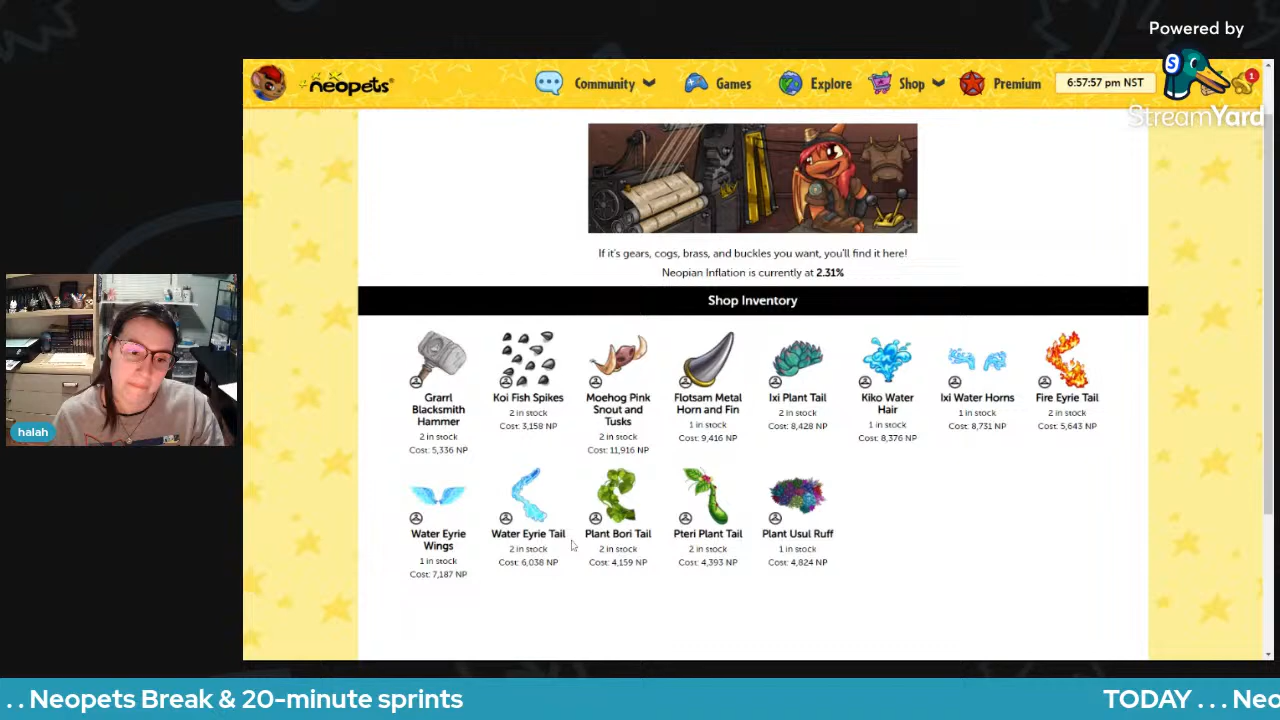 Powered by
StreamYard
neopets
Community
Games
Explore
Shop
Premium
6:57:57 pm NST
1
If it's gears, cogs, brass, and buckles you want, you'll find it here!
Neopian Inflation is currently at 2.31%
Shop Inventory
Grarrl
Blacksmith
Hammer
2 in stock
Cost: 5,336 NP
Koi Fish Spikes
2 in stock
Cost: 3,158 NP
Moehog Pink
Snout and
Tusks
2 in stock
Cost: 11,916 NP
Flotsam Metal
Horn and Fin
1 in stock
Cost: 9,416 NP
Ixi Plant Tail
2 in stock
Cost: 8,428 NP
Kiko Water
Hair
1 in stock
Cost: 8,376 NP
Ixi Water Horns
1 in stock
Cost: 8,731 NP
Fire Eyrie Tail
2 in stock
Cost: 5,643 NP
Water Eyrie
Wings
1 in stock
Cost: 7,187 NP
Water Eyrie Tail
2 in stock
Cost: 6,038 NP
Plant Bori Tail
2 in stock
Cost: 4,159 NP
Pteri Plant Tail
2 in stock
Cost: 4,393 NP
Plant Usul Ruff
1 in stock
Cost: 4,824 NP
halah
. . Neopets Break & 20-minute sprints
TODAY . . . Neo